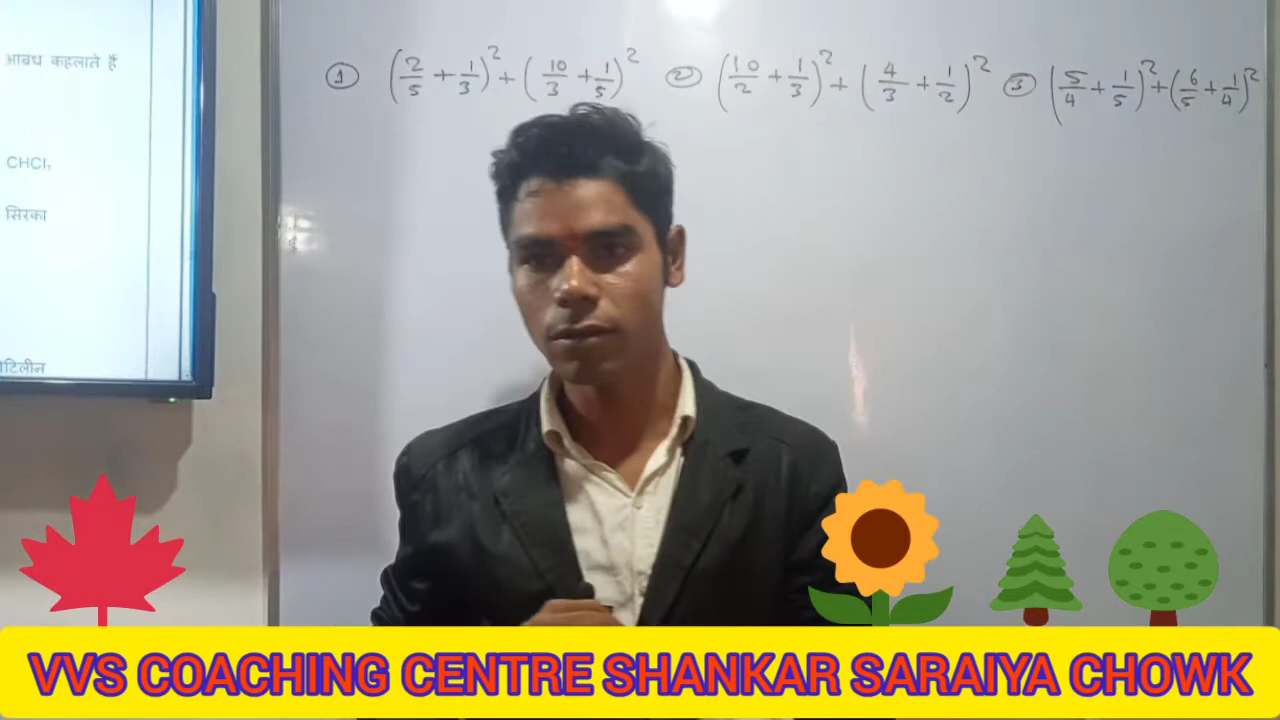 आबंध कहलाते हैं
CHCl₃
सिरका
① (2/5 + 1/3)² + (10/3 + 1/5)² ② (10/2 + 1/3)² + (4/3 + 1/2)² ③ (5/4 + 1/5)² + (6/5 + 1/4)²
VVS COACHING CENTRE SHANKAR SARAIYA CHOWK